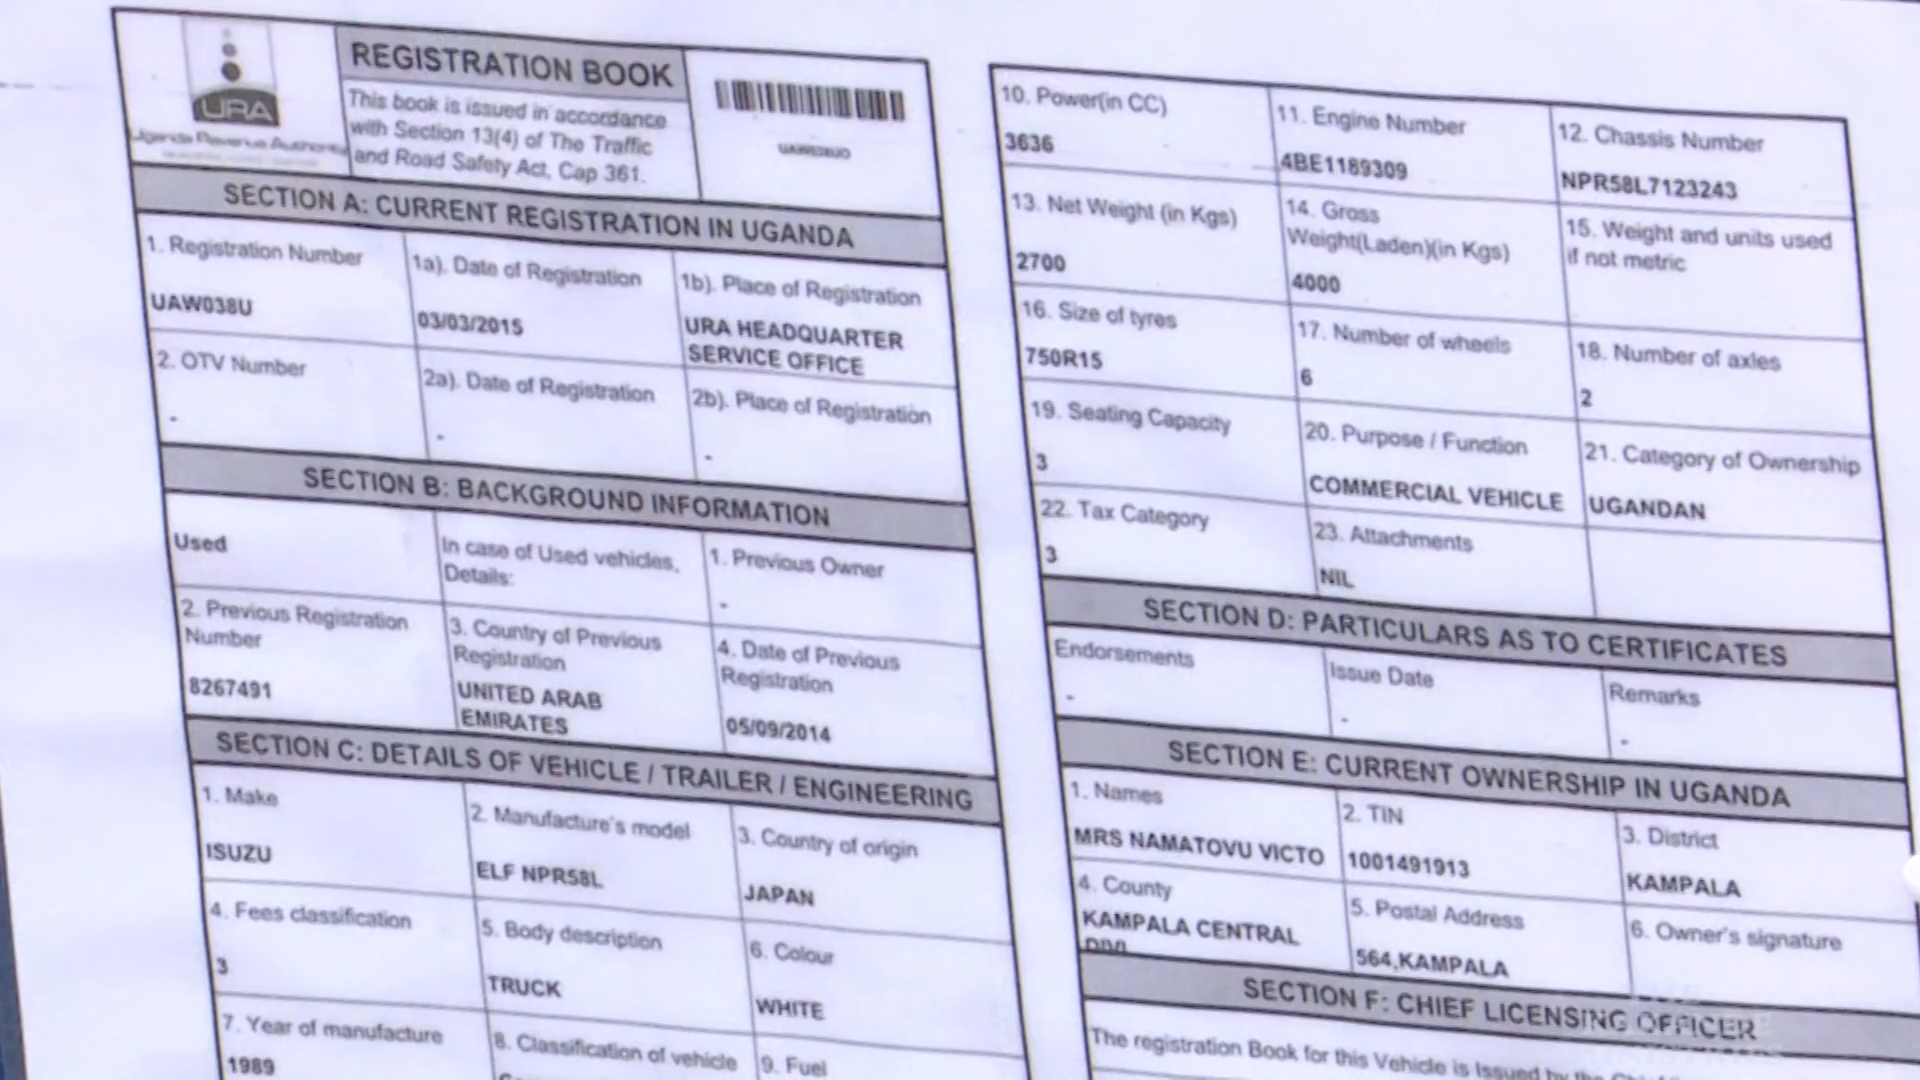 URA
Uganda Revenue Authority
REGISTRATION BOOK
This book is issued in accordance
with Section 13(4) of The Traffic
and Road Safety Act, Cap 361.
UAW038U
SECTION A: CURRENT REGISTRATION IN UGANDA
1. Registration Number
UAW038U
1a). Date of Registration
03/03/2015
1b). Place of Registration
URA HEADQUARTER
SERVICE OFFICE
2. OTV Number
-
2a). Date of Registration
-
2b). Place of Registration
-
SECTION B: BACKGROUND INFORMATION
Used
In case of Used vehicles,
Details:
1. Previous Owner
-
2. Previous Registration
Number
8267491
3. Country of Previous
Registration
UNITED ARAB
EMIRATES
4. Date of Previous
Registration
05/09/2014
SECTION C: DETAILS OF VEHICLE / TRAILER / ENGINEERING
1. Make
ISUZU
2. Manufacture's model
ELF NPR58L
3. Country of origin
JAPAN
4. Fees classification
3
5. Body description
TRUCK
6. Colour
WHITE
7. Year of manufacture
1989
8. Classification of vehicle
9. Fuel
10. Power(in CC)
3636
11. Engine Number
4BE1189309
12. Chassis Number
NPR58L7123243
13. Net Weight (in Kgs)
2700
14. Gross
Weight(Laden)(in Kgs)
4000
15. Weight and units used
if not metric
16. Size of tyres
750R15
17. Number of wheels
6
18. Number of axles
2
19. Seating Capacity
3
20. Purpose / Function
COMMERCIAL VEHICLE
21. Category of Ownership
UGANDAN
22. Tax Category
3
23. Attachments
NIL
SECTION D: PARTICULARS AS TO CERTIFICATES
Endorsements
-
Issue Date
-
Remarks
-
SECTION E: CURRENT OWNERSHIP IN UGANDA
1. Names
MRS NAMATOVU VICTO
2. TIN
1001491913
3. District
KAMPALA
4. County
KAMPALA CENTRAL
5. Postal Address
564,KAMPALA
6. Owner's signature
SECTION F: CHIEF LICENSING OFFICER
The registration Book for this Vehicle is Issued by the